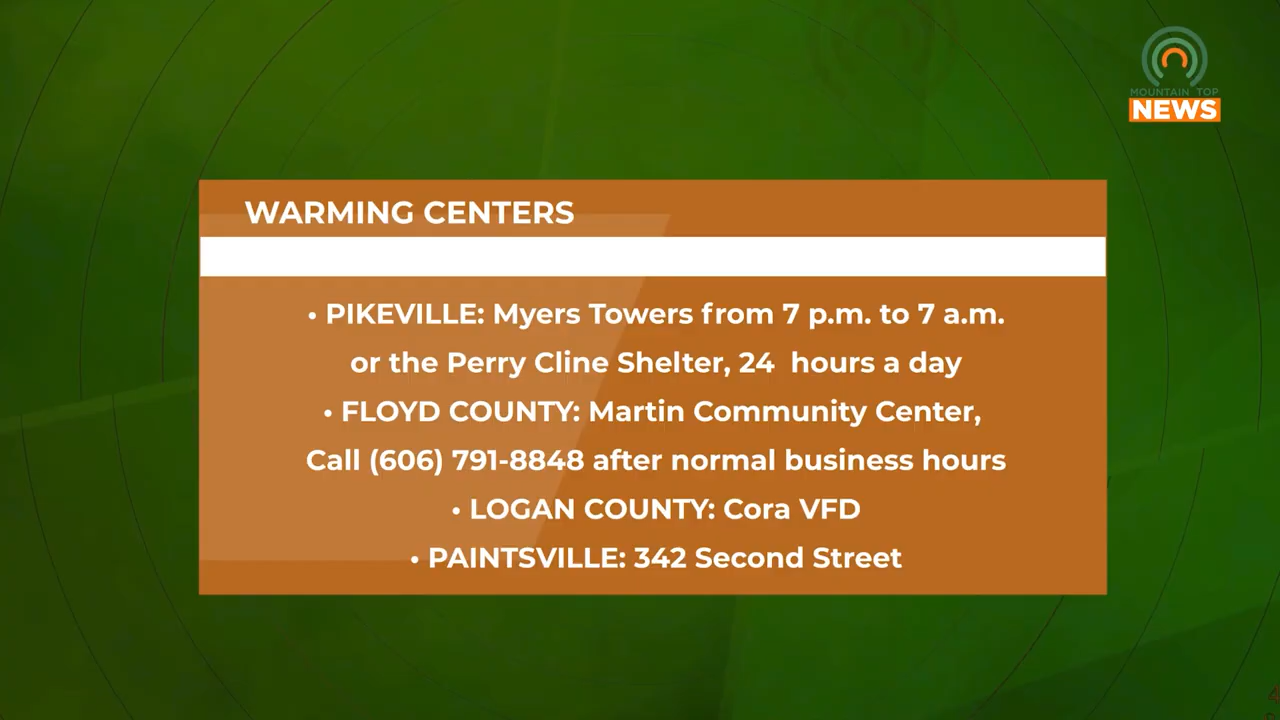 MOUNTAIN TOP
NEWS
WARMING CENTERS
• PIKEVILLE: Myers Towers from 7 p.m. to 7 a.m.
or the Perry Cline Shelter, 24 hours a day
• FLOYD COUNTY: Martin Community Center,
Call (606) 791-8848 after normal business hours
• LOGAN COUNTY: Cora VFD
• PAINTSVILLE: 342 Second Street